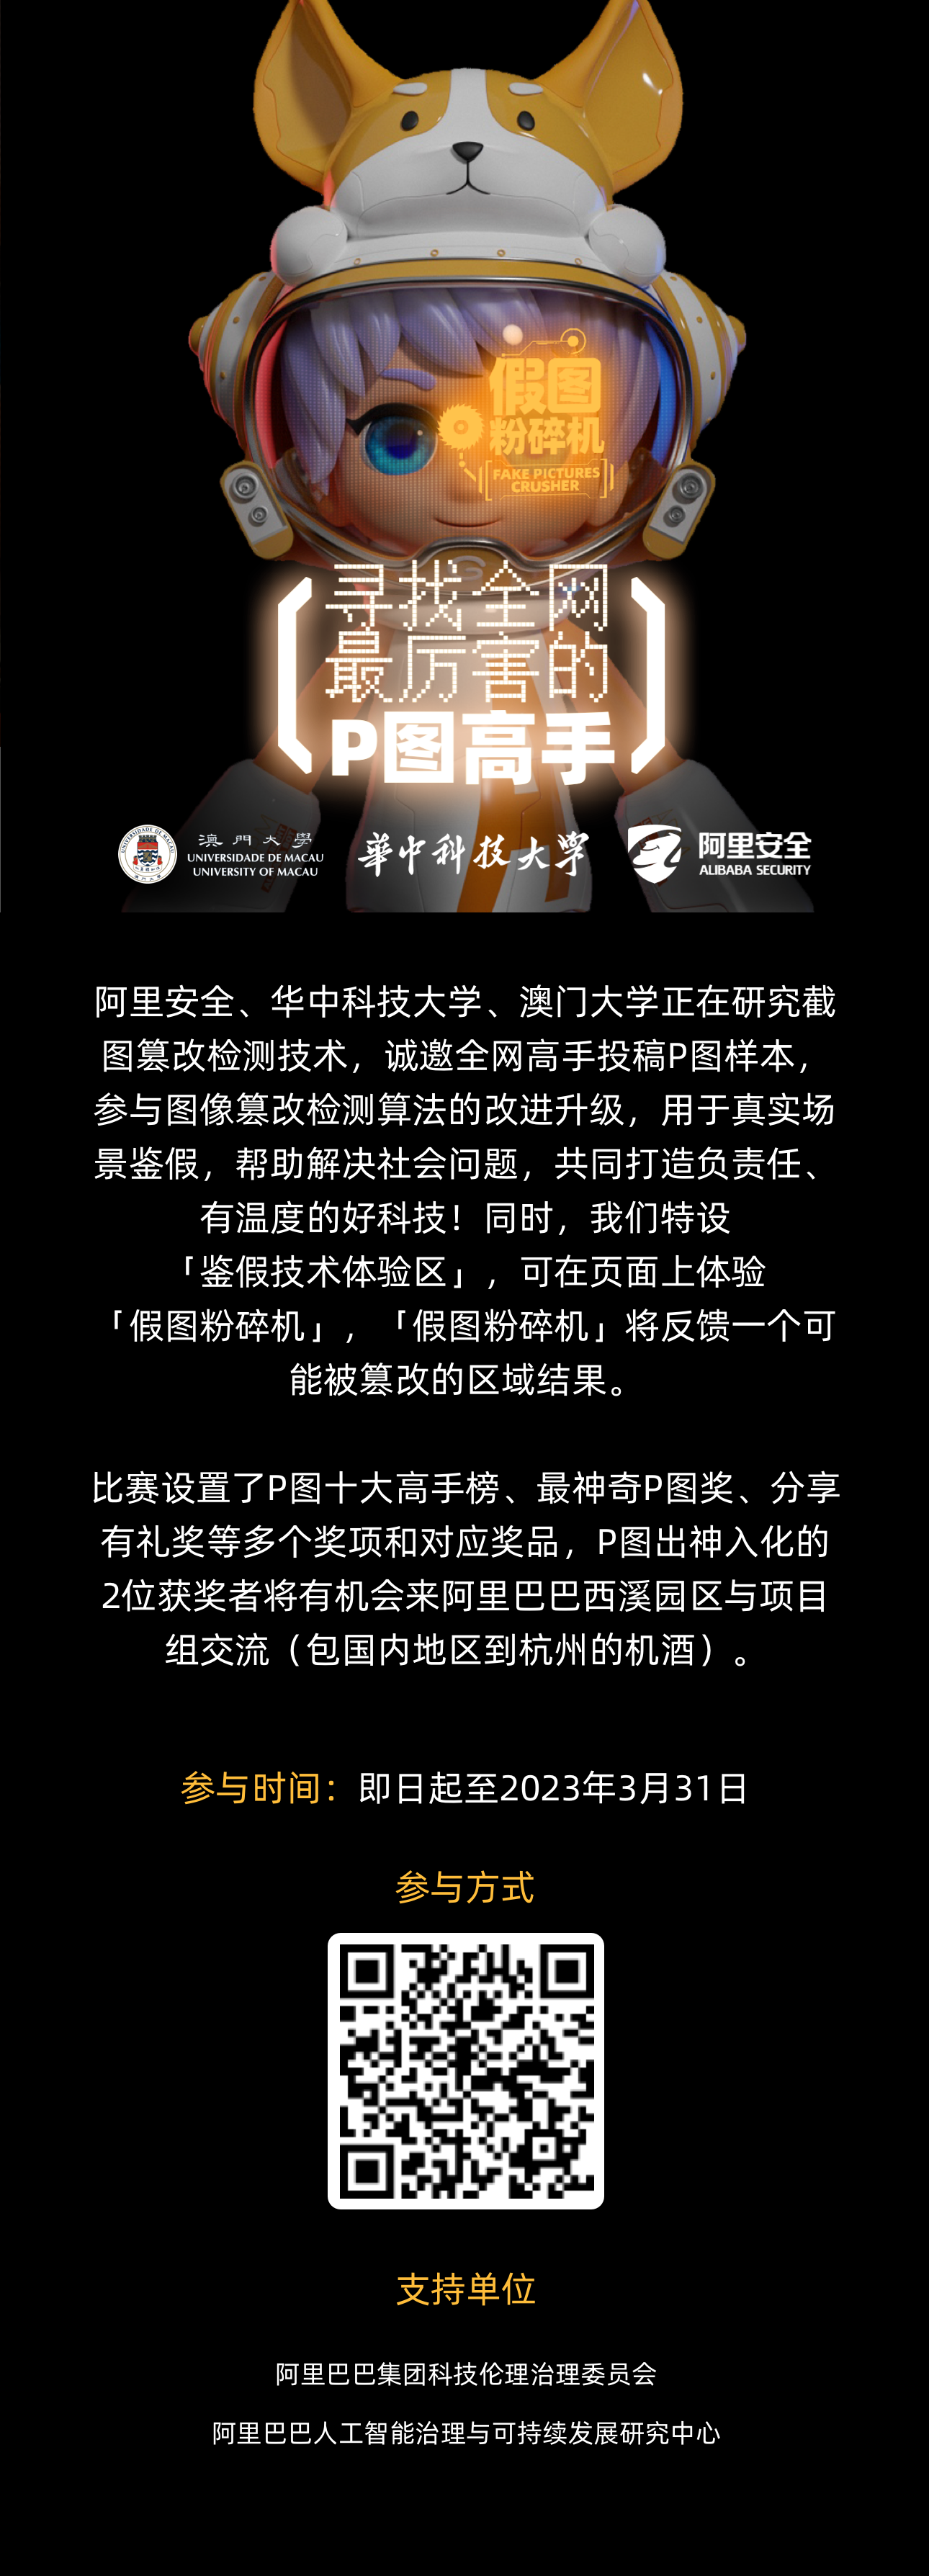 假图
粉碎机
FAKE PICTURES
CRUSHER
寻找全网
最厉害的
P图高手
UNIVERSIDADE DE MACAU
澳門大學
UNIVERSIDADE DE MACAU
UNIVERSITY OF MACAU
華中科技大学
阿里安全
ALIBABA SECURITY
阿里安全、华中科技大学、澳门大学正在研究截
图篡改检测技术，诚邀全网高手投稿P图样本，
参与图像篡改检测算法的改进升级，用于真实场
景鉴假，帮助解决社会问题，共同打造负责任、
有温度的好科技！同时，我们特设
「鉴假技术体验区」，可在页面上体验
「假图粉碎机」，「假图粉碎机」将反馈一个可
能被篡改的区域结果。
比赛设置了P图十大高手榜、最神奇P图奖、分享
有礼奖等多个奖项和对应奖品，P图出神入化的
2位获奖者将有机会来阿里巴巴西溪园区与项目
组交流（包国内地区到杭州的机酒）。
参与时间：即日起至2023年3月31日
参与方式
支持单位
阿里巴巴集团科技伦理治理委员会
阿里巴巴人工智能治理与可持续发展研究中心